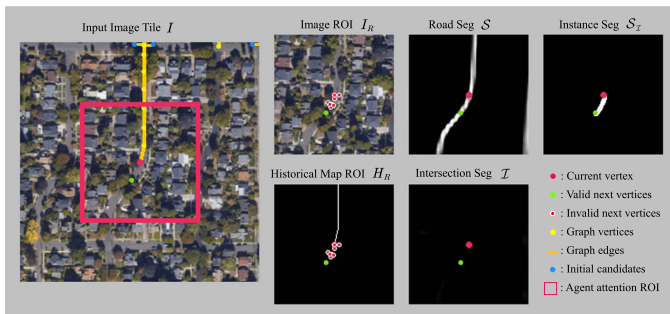 Input Image Tile I
Image ROI I_R
Road Seg S
Instance Seg S_I
Historical Map ROI H_R
Intersection Seg I
: Current vertex
: Valid next vertices
: Invalid next vertices
: Graph vertices
: Graph edges
: Initial candidates
: Agent attention ROI